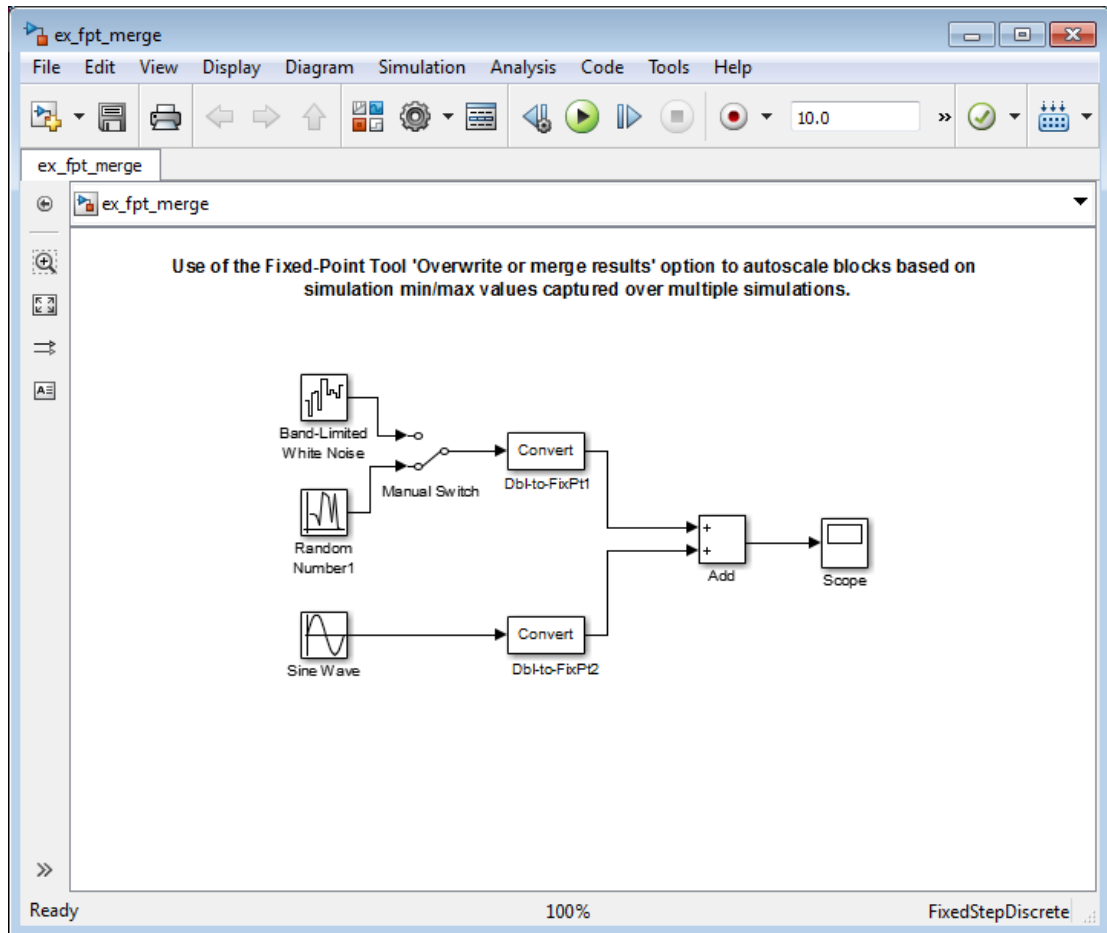 ex_fpt_merge
File Edit View Display Diagram Simulation Analysis Code Tools Help
10.0 »
ex_fpt_merge
ex_fpt_merge
Use of the Fixed-Point Tool 'Overwrite or merge results' option to autoscale blocks based on
simulation min/max values captured over multiple simulations.
Band-Limited
White Noise
Manual Switch
Convert
Dbl-to-FixPt1
Random
Number1
+
+
Add
Scope
Sine Wave
Convert
Dbl-to-FixPt2
»
Ready 100% FixedStepDiscrete